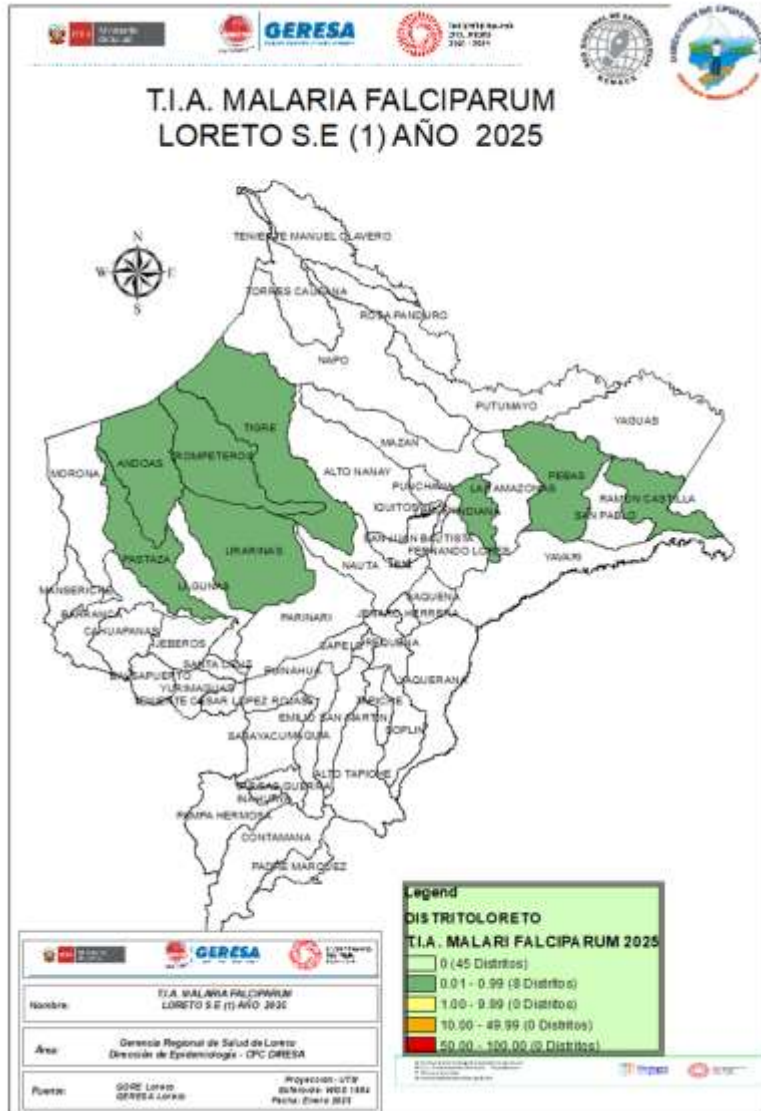 GERESA
T.I.A. MALARIA FALCIPARUM
LORETO S.E (1) AÑO 2025
N
W E
S
TENIENTE MANUEL CLAVERO
TORRES CAUSANA
ROSA PANDURO
NAPO
PUTUMAYO
YAGUAS
TIGRE
MAZAN
ANDOAS
TROMPETEROS
MORONA
ALTO NANAY
PUNCHANA
LAS AMAZONAS
PEBAS
RAMON CASTILLA
IQUITOS
INDIANA
SAN PABLO
SAN JUAN BAUTISTA
FERNANDO LORES
PASTAZA
URARINAS
NAUTA
YAVARI
LAGUNAS
MANSERICHE
SAQUENA
BARRANCA
PARINARI
JENARO HERRERA
CAHUAPANAS
JEBEROS
CAPELO
REQUENA
SANTA CRUZ
PUINAHUA
BALSAPUERTO
YAQUERANA
YURIMAGUAS
TENIENTE CESAR LOPEZ ROJAS
TAPICHE
EMILIO SAN MARTIN
SOPLIN
SARAYACU
MAQUIA
ALTO TAPICHE
VARGAS GUERRA
INAHUAYA
PAMPA HERMOSA
CONTAMANA
PADRE MARQUEZ
Legend
DISTRITOLORETO
T.I.A. MALARI FALCIPARUM 2025
0 (45 Distritos)
0.01 - 0.99 (8 Distritos)
1.00 - 9.99 (0 Distritos)
10.00 - 49.99 (0 Distritos)
50.00 - 100.00 (0 Distritos)
GERESA
Nombre:
T.I.A. MALARIA FALCIPARUM
LORETO S.E (1) AÑO 2025
Área:
Gerencia Regional de Salud de Loreto
Dirección de Epidemiología - CPC DIRESA
Fuente:
GORE Loreto
GERESA Loreto
Proyección - UTM
WGS 1984
Fecha: Enero 2025